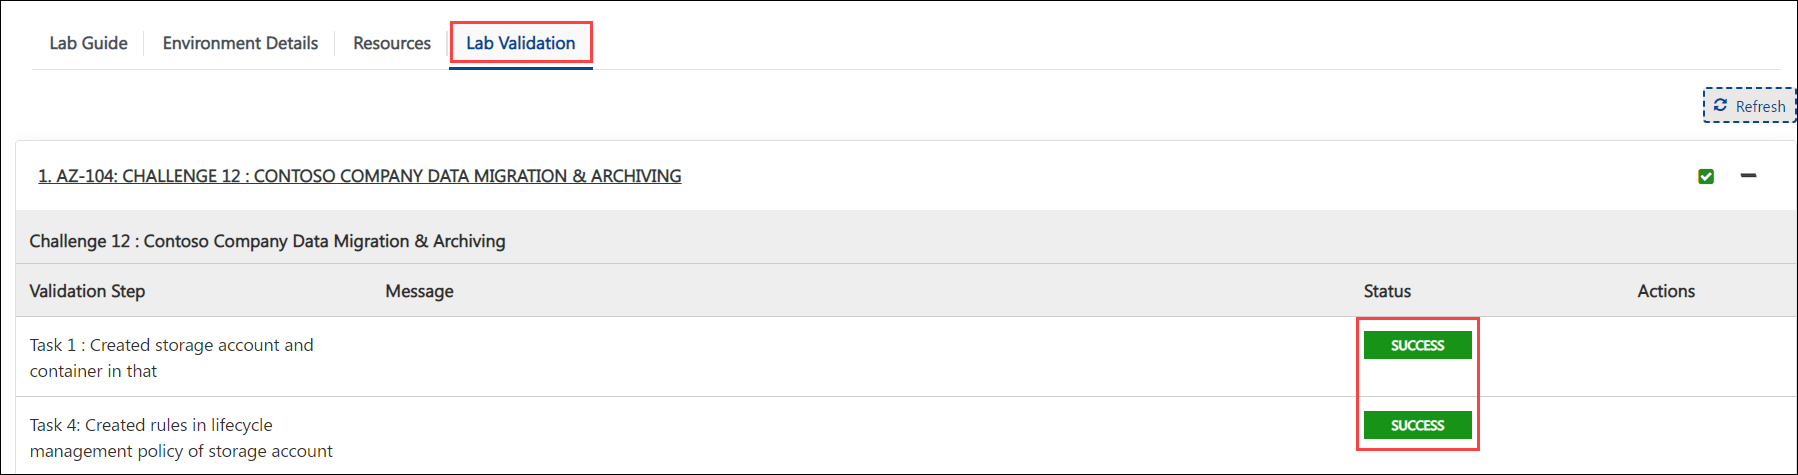 Lab Guide
Environment Details
Resources
Lab Validation
Refresh
1. AZ-104: CHALLENGE 12 : CONTOSO COMPANY DATA MIGRATION & ARCHIVING
Challenge 12 : Contoso Company Data Migration & Archiving
Validation Step
Message
Status
Actions
Task 1 : Created storage account and
container in that
SUCCESS
Task 4: Created rules in lifecycle
management policy of storage account
SUCCESS